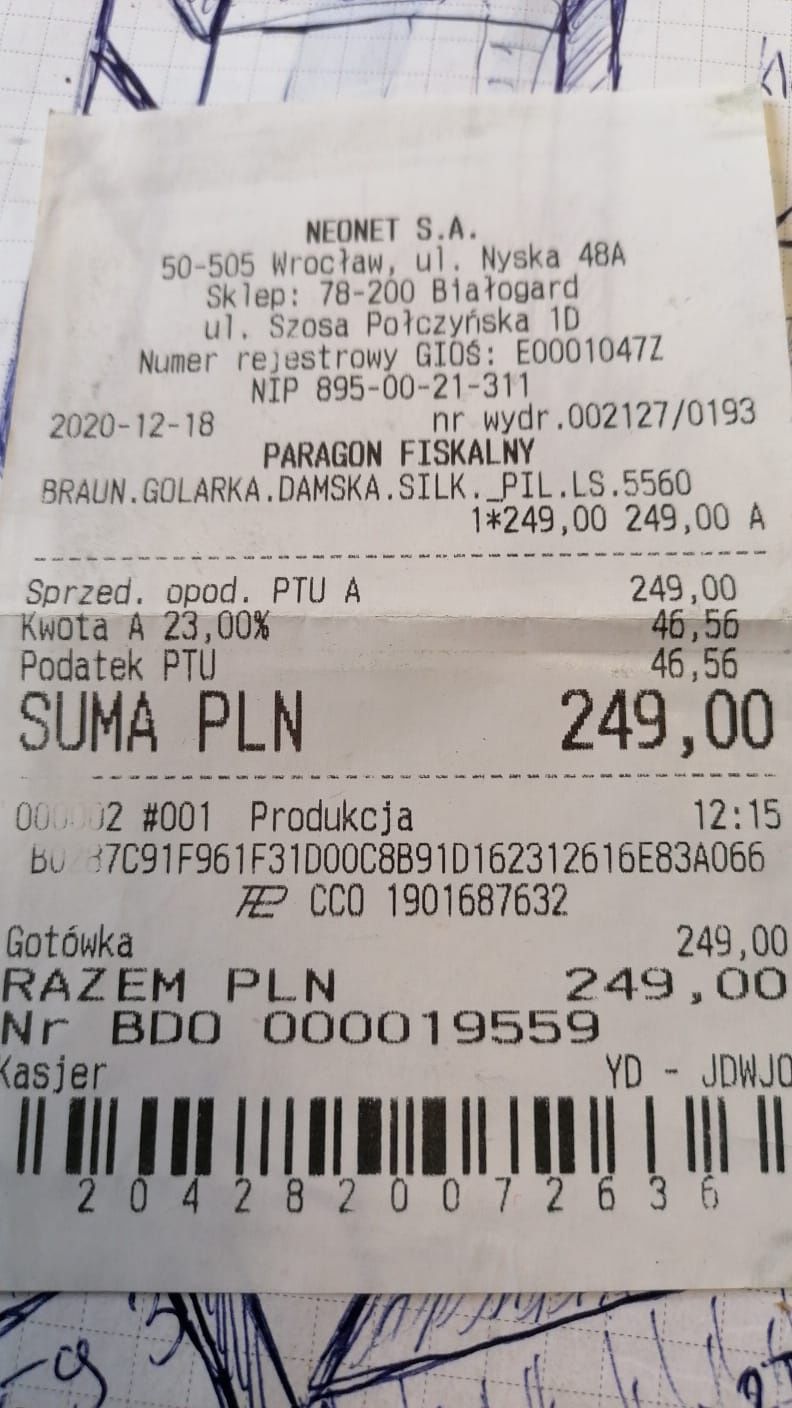 NEONET S.A.
50-505 Wrocław, ul. Nyska 48A
Sklep: 78-200 Białogard
ul. Szosa Połczyńska 1D
Numer rejestrowy GIOŚ: E0001047Z
NIP 895-00-21-311
2020-12-18 nr wydr.002127/0193
PARAGON FISKALNY
BRAUN.GOLARKA.DAMSKA.SILK._PIL.LS.5560
1*249,00 249,00 A
Sprzed. opod. PTU A 249,00
Kwota A 23,00% 46,56
Podatek PTU 46,56
SUMA PLN 249,00
#001 Produkcja 12:15
CCO 1901687632
Gotówka 249,00
RAZEM PLN 249,00
Nr BDO 000019559
Kasjer YD - JDWJO
2042820072636